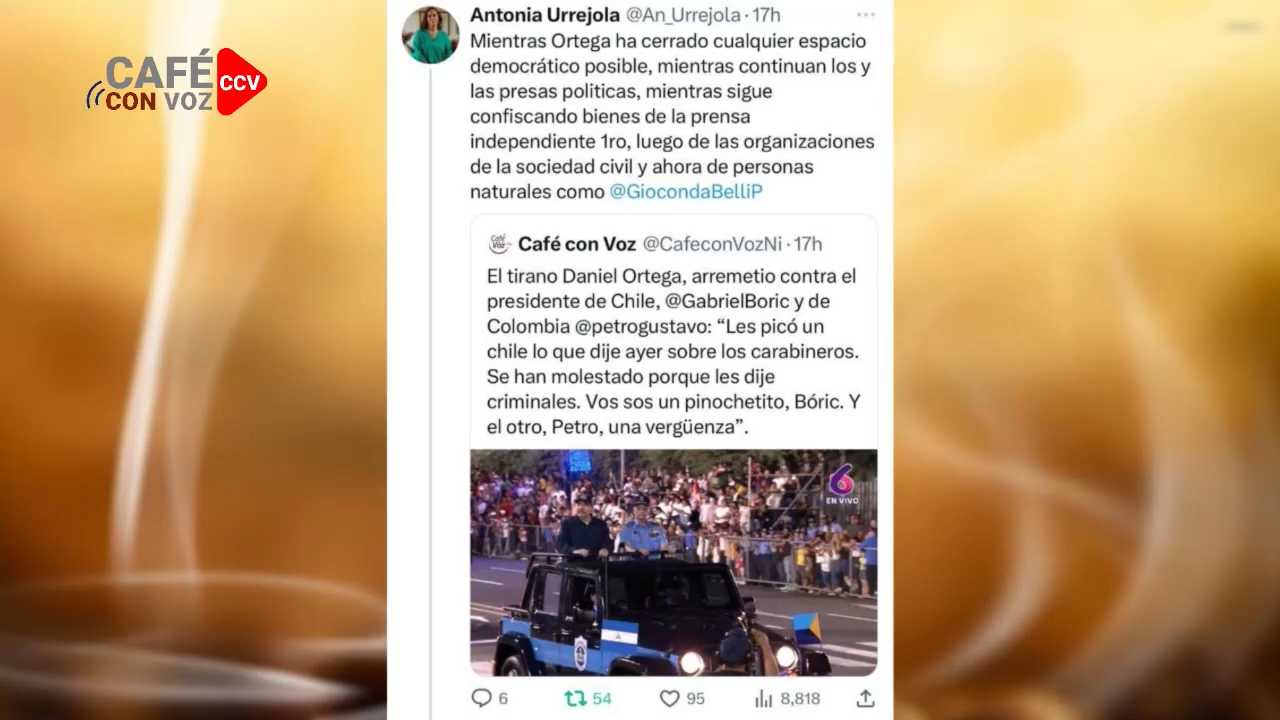 CAFÉ
CON VOZ
CCV
Antonia Urrejola @An_Urrejola · 17h
Mientras Ortega ha cerrado cualquier espacio
democrático posible, mientras continuan los y
las presas politicas, mientras sigue
confiscando bienes de la prensa
independiente 1ro, luego de las organizaciones
de la sociedad civil y ahora de personas
naturales como @GiocondaBelliP
Café con Voz
Café con Voz @CafeconVozNi · 17h
El tirano Daniel Ortega, arremetio contra el
presidente de Chile, @GabrielBoric y de
Colombia @petrogustavo: “Les picó un
chile lo que dije ayer sobre los carabineros.
Se han molestado porque les dije
criminales. Vos sos un pinochetito, Bóric. Y
el otro, Petro, una vergüenza”.
6
EN VIVO
6 54 95 8,818